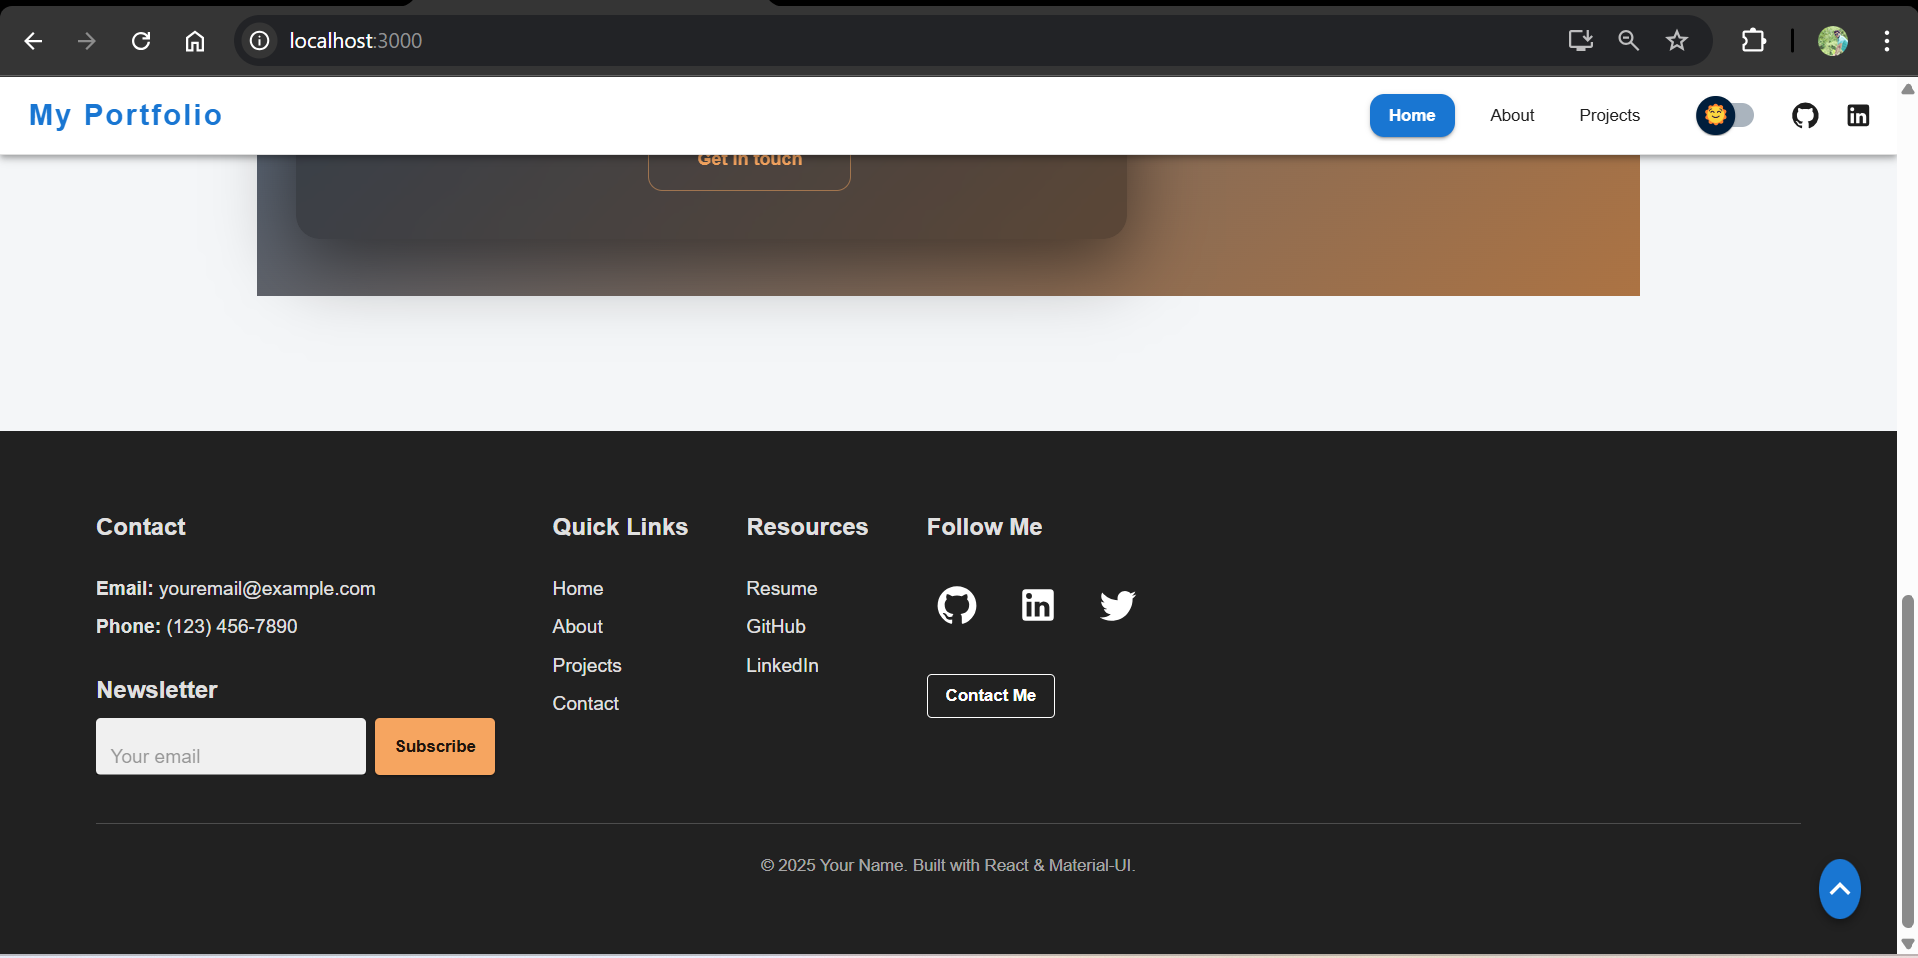 localhost:3000
My Portfolio
Home
About
Projects
Get in touch
Contact
Email: youremail@example.com
Phone: (123) 456-7890
Newsletter
Your email
Subscribe
Quick Links
Home
About
Projects
Contact
Resources
Resume
GitHub
LinkedIn
Follow Me
Contact Me
© 2025 Your Name. Built with React & Material-UI.